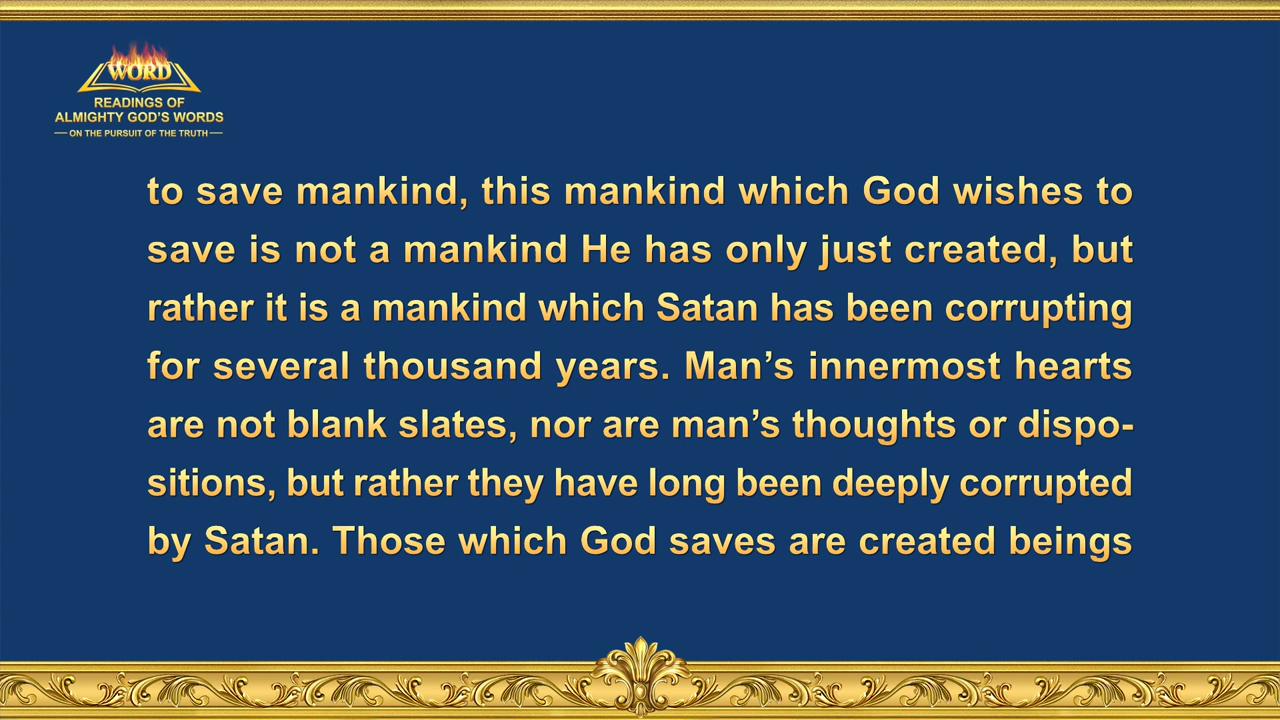 WORD
READINGS OF
ALMIGHTY GOD'S WORDS
— ON THE PURSUIT OF THE TRUTH —
to save mankind, this mankind which God wishes to
save is not a mankind He has only just created, but
rather it is a mankind which Satan has been corrupting
for several thousand years. Man’s innermost hearts
are not blank slates, nor are man’s thoughts or dispo-
sitions, but rather they have long been deeply corrupted
by Satan. Those which God saves are created beings